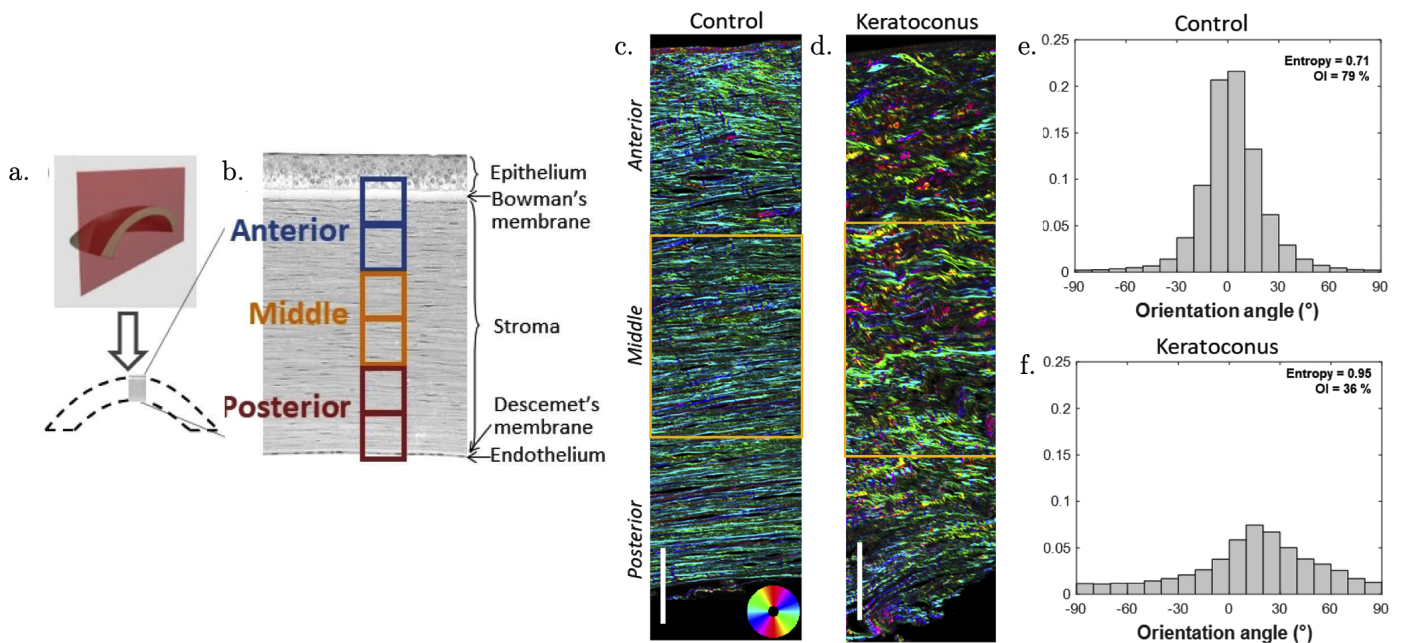 a.
b.
Epithelium
Bowman's
membrane
Anterior
Middle
Stroma
Posterior
Descemet's
membrane
Endothelium
c.
Control
d.
Keratoconus
Anterior
Middle
Posterior
e.
Control
0.25
0.2
0.15
0.1
0.05
0
Entropy = 0.71
OI = 79 %
-90 -60 -30 0 30 60 90
Orientation angle (°)
f.
Keratoconus
0.25
0.2
0.15
0.1
0.05
0
Entropy = 0.95
OI = 36 %
-90 -60 -30 0 30 60 90
Orientation angle (°)